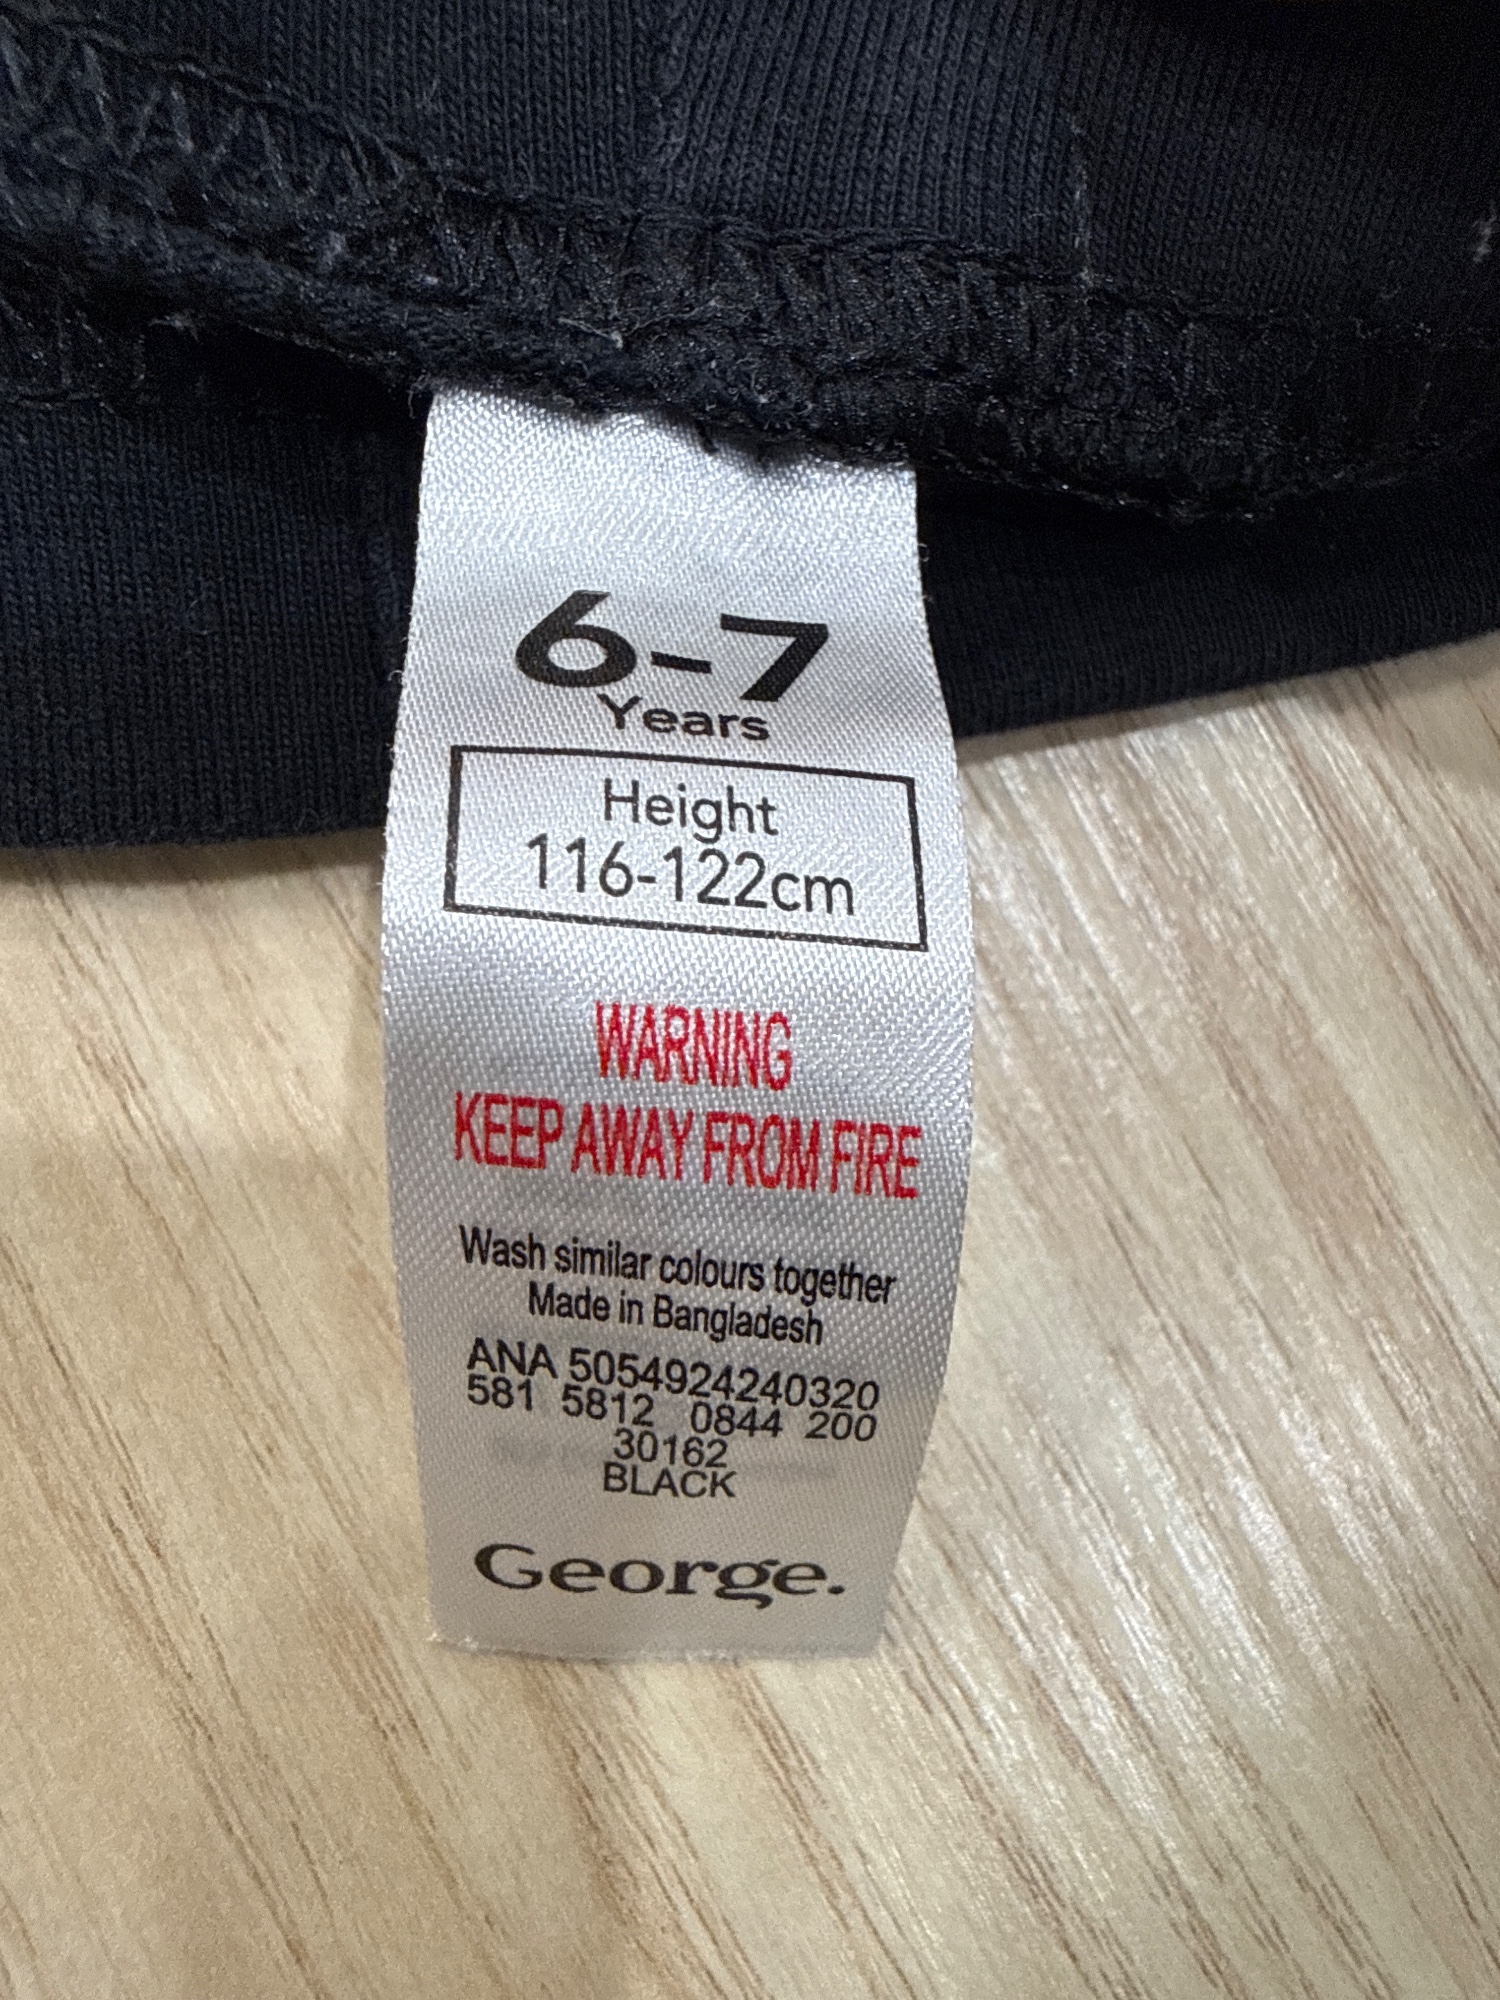 6-7
Years
Height
116-122cm
WARNING
KEEP AWAY FROM FIRE
Wash similar colours together
Made in Bangladesh
ANA 5054924240320
581 5812 0844 200
30162
BLACK
George.